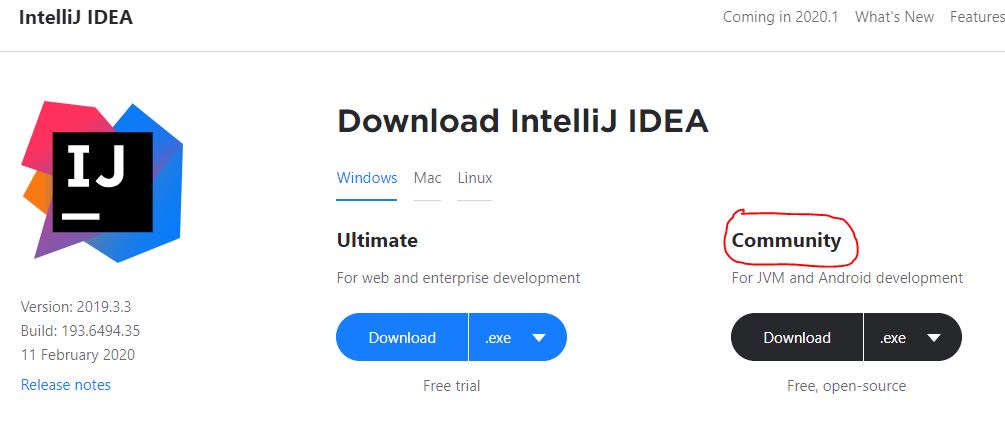 IntelliJ IDEA
Coming in 2020.1 What's New Features
IJ
Download IntelliJ IDEA
Windows Mac Linux
Ultimate
For web and enterprise development
Download .exe
Free trial
Community
For JVM and Android development
Download .exe
Free, open-source
Version: 2019.3.3
Build: 193.6494.35
11 February 2020
Release notes